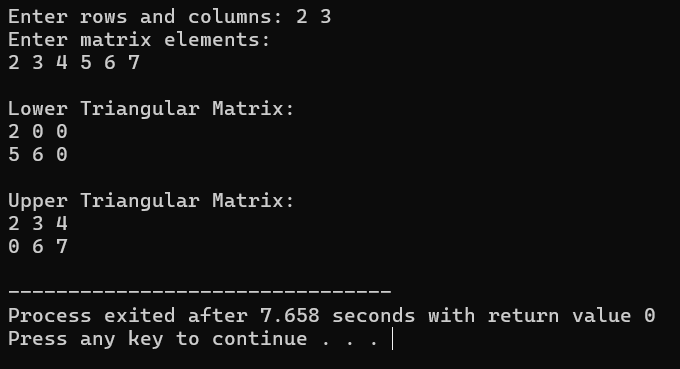 Enter rows and columns: 2 3
Enter matrix elements:
2 3 4 5 6 7
Lower Triangular Matrix:
2 0 0
5 6 0
Upper Triangular Matrix:
2 3 4
0 6 7
--------------------------------
Process exited after 7.658 seconds with return value 0
Press any key to continue . . .